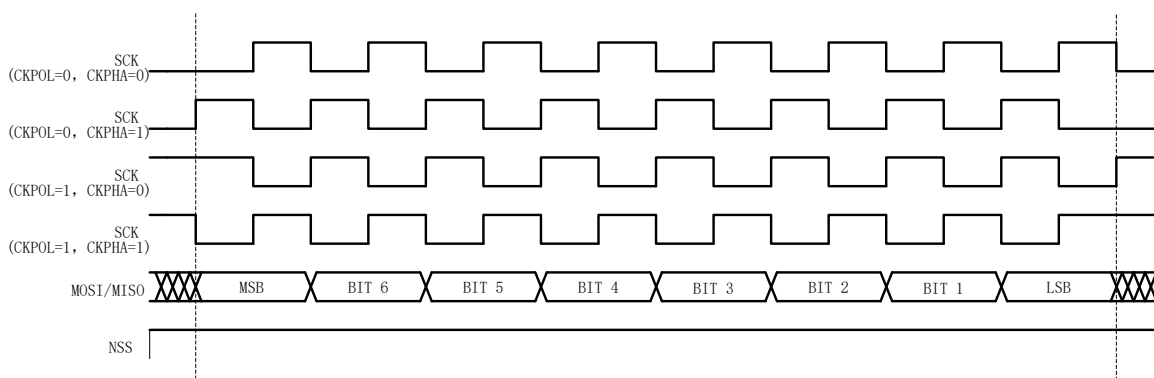 SCK
(CKPOL=0, CKPHA=0)
SCK
(CKPOL=0, CKPHA=1)
SCK
(CKPOL=1, CKPHA=0)
SCK
(CKPOL=1, CKPHA=1)
MOSI/MISO MSB BIT 6 BIT 5 BIT 4 BIT 3 BIT 2 BIT 1 LSB
NSS